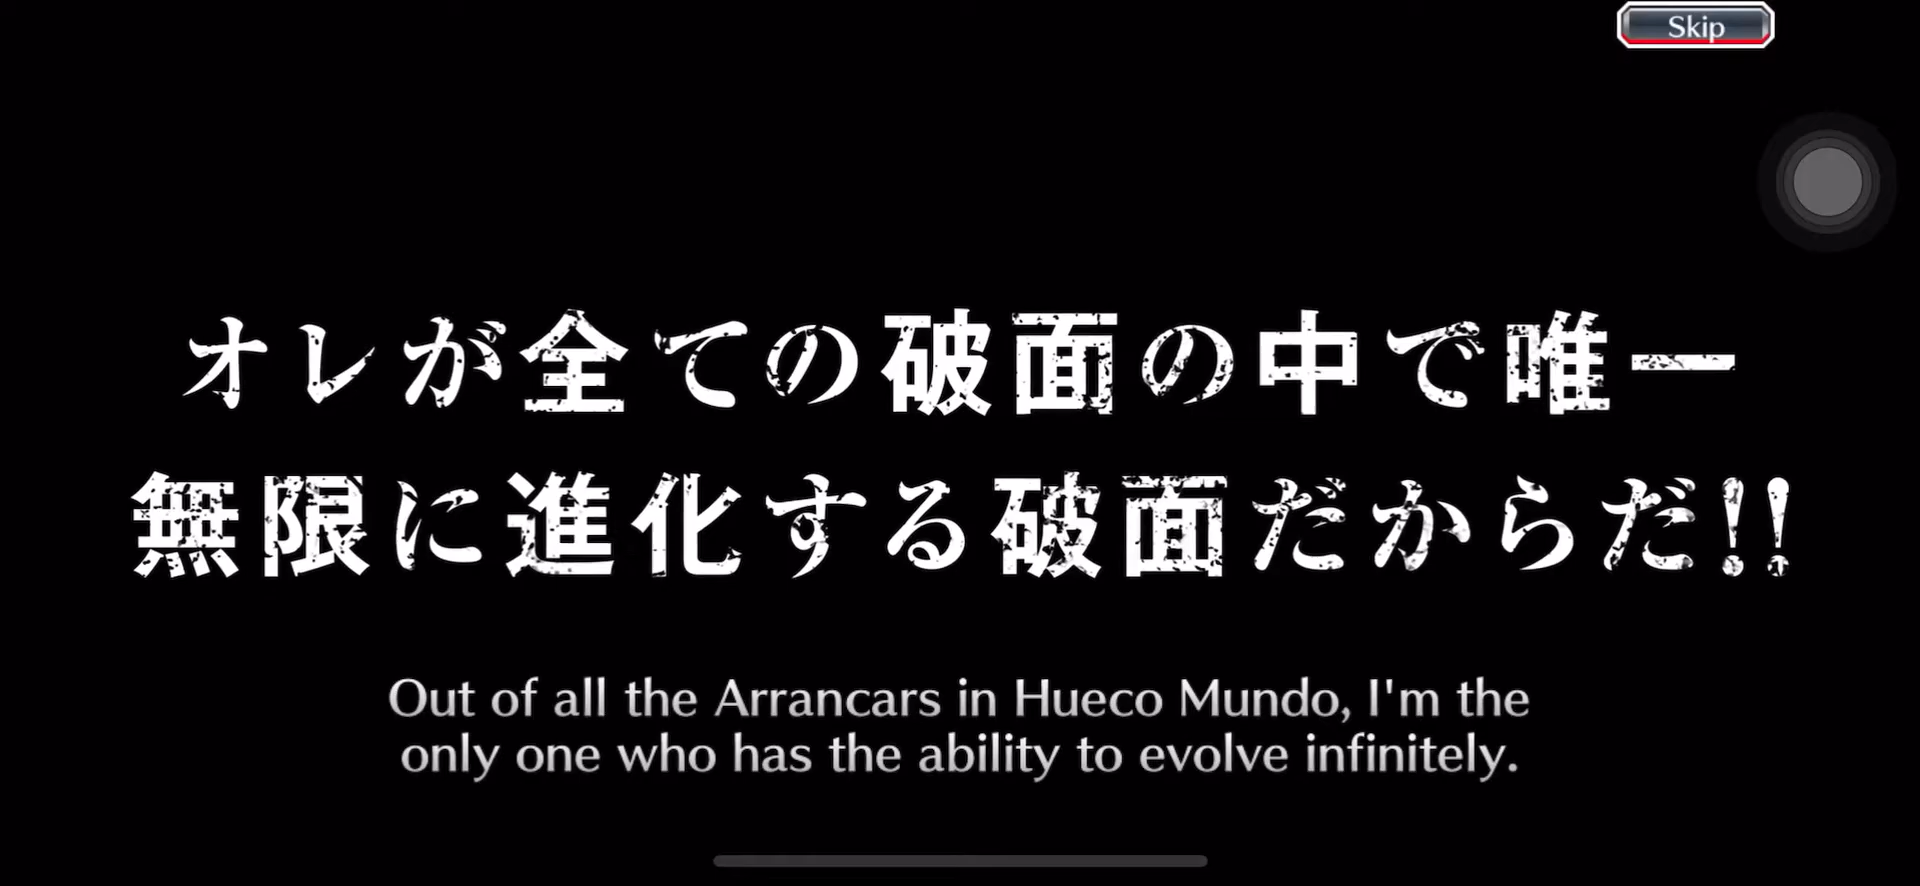 Skip
オレが全ての破面の中で唯一
無限に進化する破面だからだ!!
Out of all the Arrancars in Hueco Mundo, I'm the
only one who has the ability to evolve infinitely.